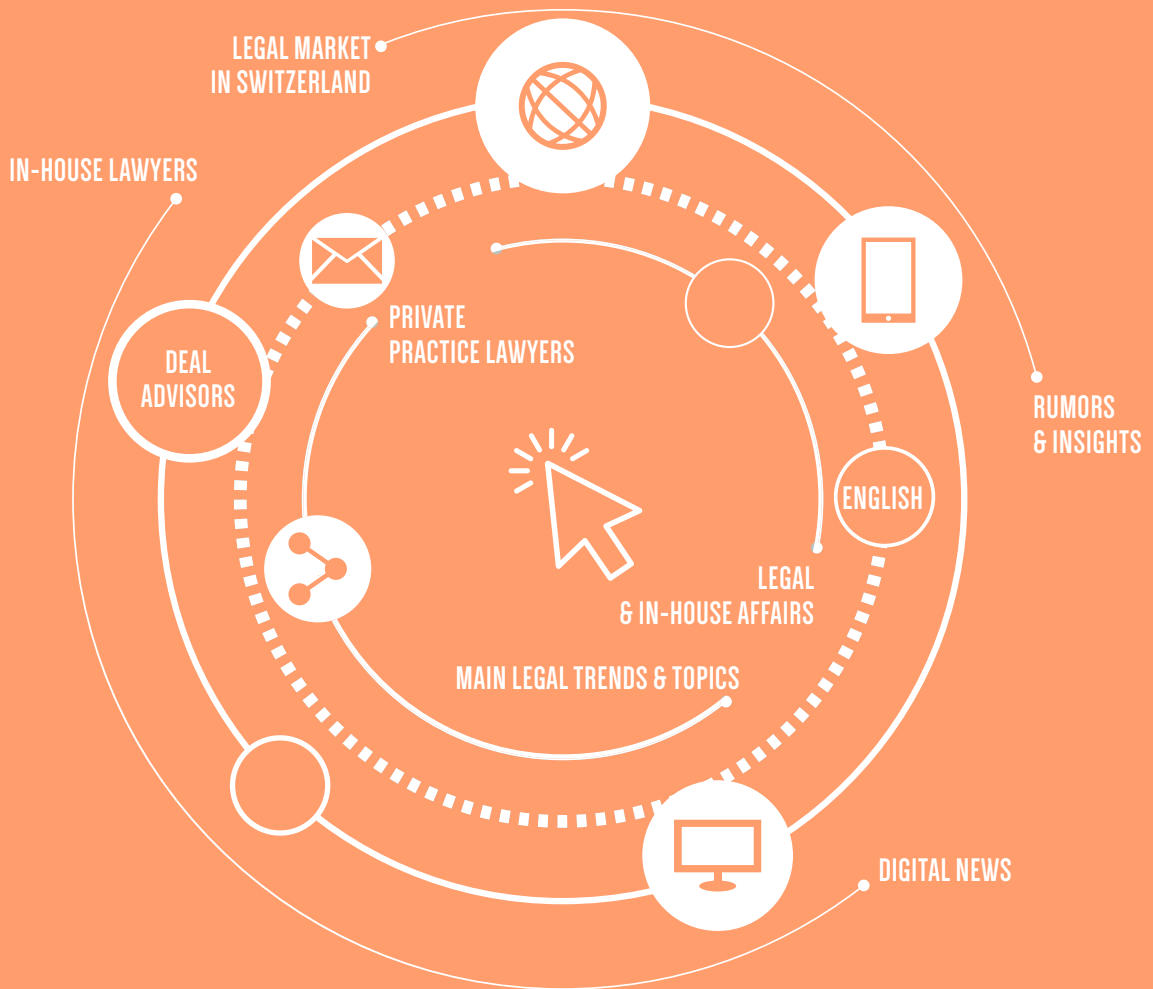 LEGAL MARKET
IN SWITZERLAND
IN-HOUSE LAWYERS
PRIVATE
PRACTICE LAWYERS
DEAL
ADVISORS
RUMORS
& INSIGHTS
ENGLISH
LEGAL
& IN-HOUSE AFFAIRS
MAIN LEGAL TRENDS & TOPICS
DIGITAL NEWS